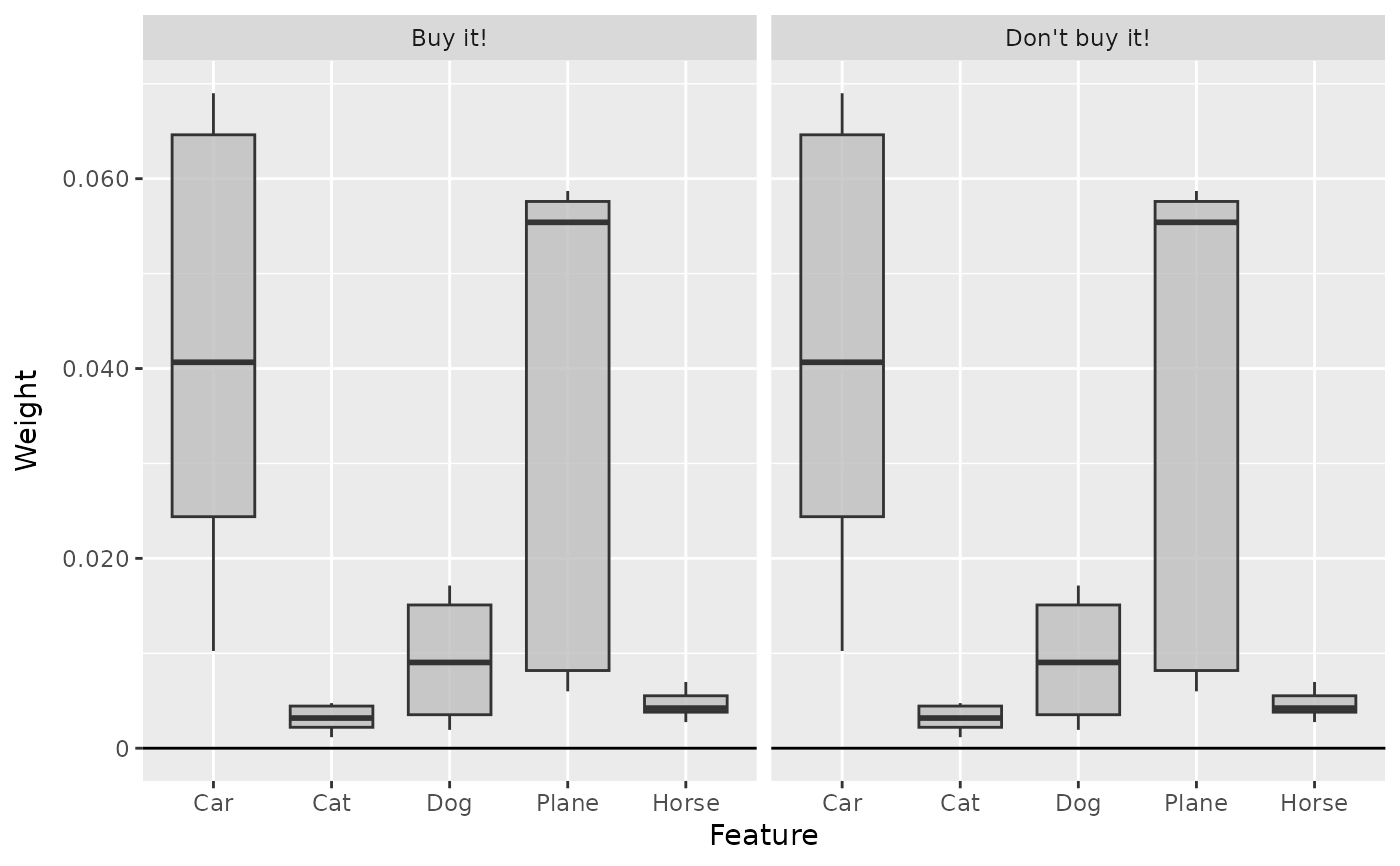 Buy it!
Don't buy it!
Weight
0.060
0.040
0.020
0
Car Cat Dog Plane Horse
Car Cat Dog Plane Horse
Feature